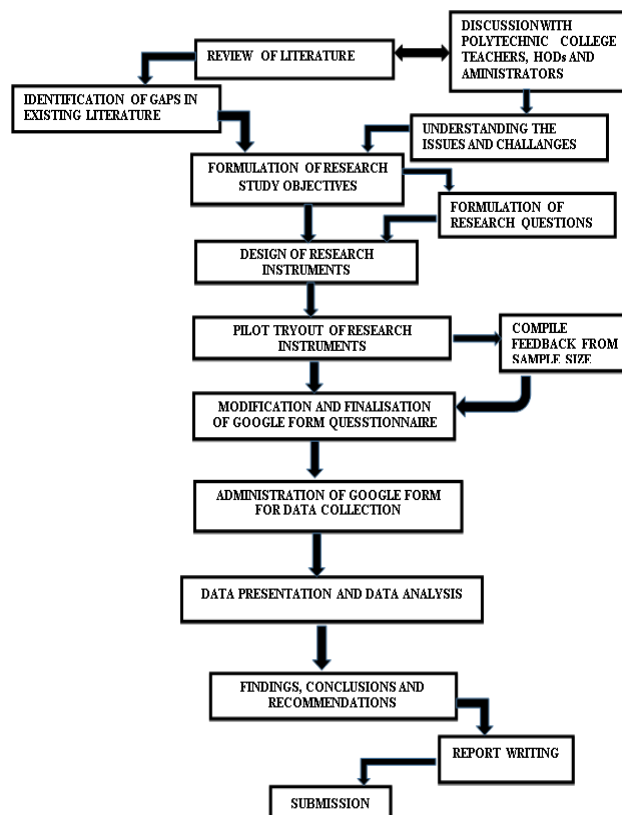 DISCUSSION WITH
POLYTECHNIC COLLEGE
TEACHERS, HODs AND
AMINISTRATORS
REVIEW OF LITERATURE
IDENTIFICATION OF GAPS IN
EXISTING LITERATURE
UNDERSTANDING THE
ISSUES AND CHALLANGES
FORMULATION OF RESEARCH
STUDY OBJECTIVES
FORMULATION OF
RESEARCH QUESTIONS
DESIGN OF RESEARCH
INSTRUMENTS
PILOT TRYOUT OF RESEARCH
INSTRUMENTS
COMPILE
FEEDBACK FROM
SAMPLE SIZE
MODIFICATION AND FINALISATION
OF GOOGLE FORM QUESSTIONNAIRE
ADMINISTRATION OF GOOGLE FORM
FOR DATA COLLECTION
DATA PRESENTATION AND DATA ANALYSIS
FINDINGS, CONCLUSIONS AND
RECOMMENDATIONS
REPORT WRITING
SUBMISSION